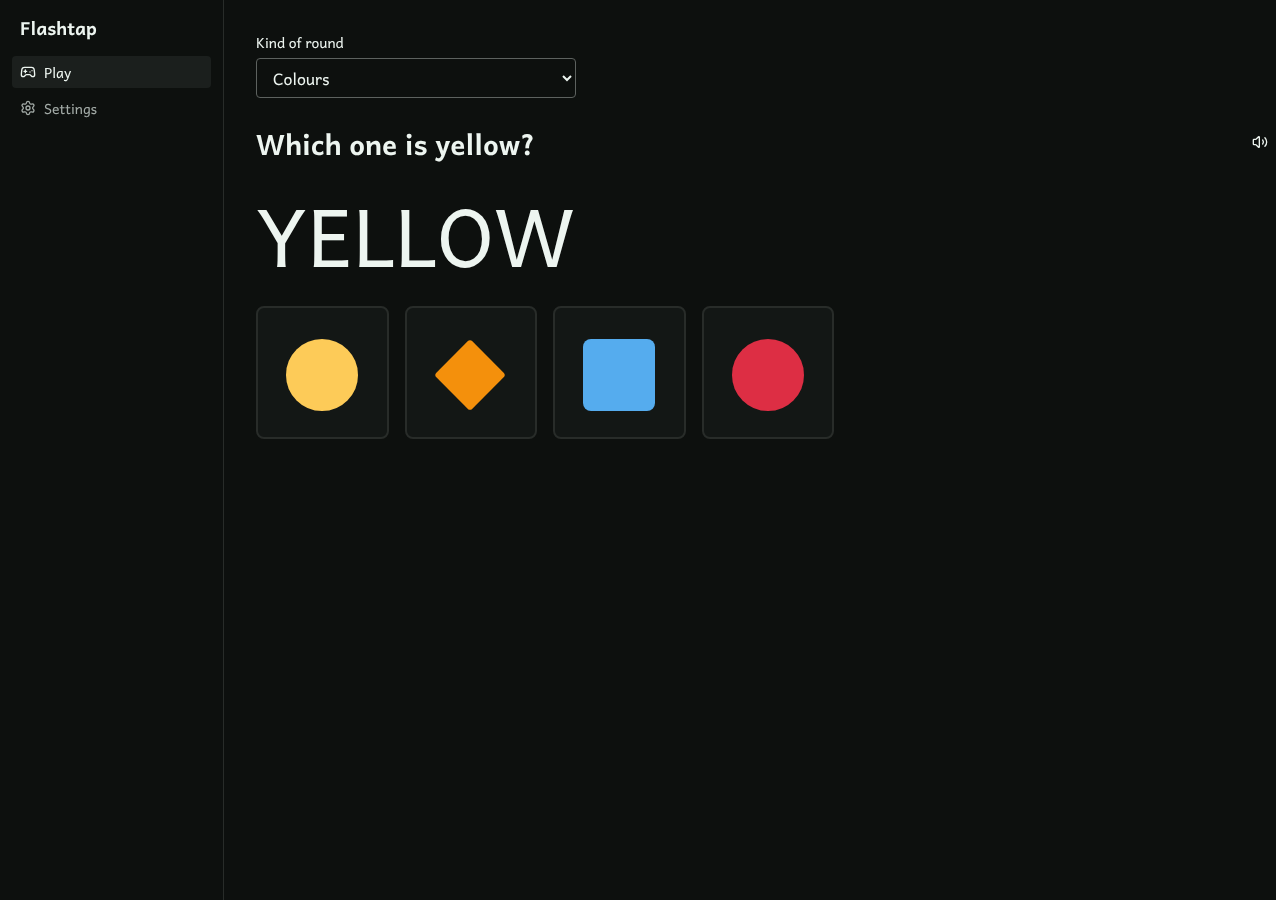 Flashtap
Play
Settings
Kind of round
Colours
Which one is yellow?
YELLOW